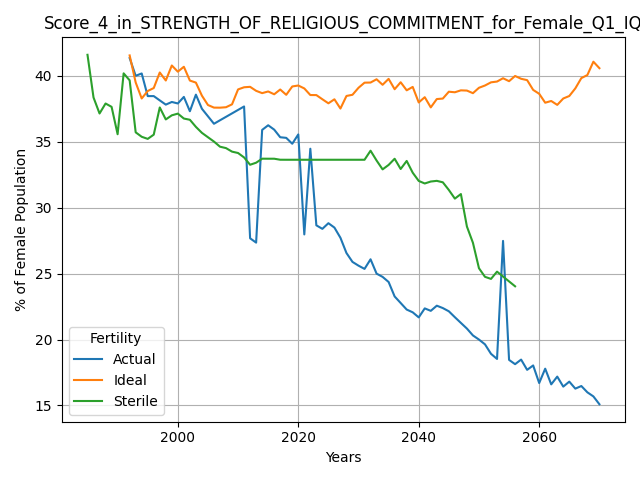 Score_4_in_STRENGTH_OF_RELIGIOUS_COMMITMENT_for_Female_Q1_IQ
40
35
30
25
20
15
% of Female Population
Fertility
Actual
Ideal
Sterile
2000 2020 2040 2060
Years